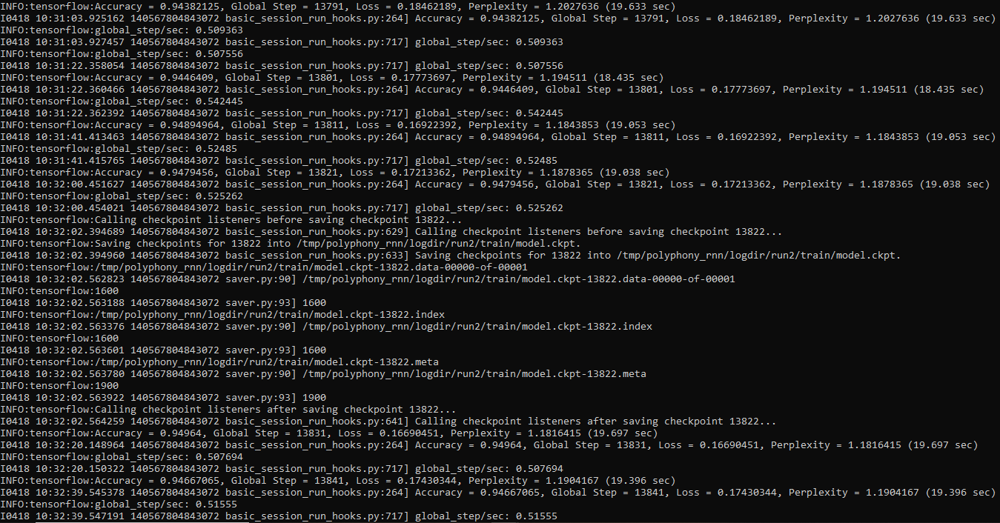 INFO:tensorflow:Accuracy = 0.94382125, Global Step = 13791, Loss = 0.18462189, Perplexity = 1.2027636 (19.633 sec)
I0418 10:31:03.925162 140567804843072 basic_session_run_hooks.py:264] Accuracy = 0.94382125, Global Step = 13791, Loss = 0.18462189, Perplexity = 1.2027636 (19.633 sec)
INFO:tensorflow:global_step/sec: 0.509363
I0418 10:31:03.927457 140567804843072 basic_session_run_hooks.py:717] global_step/sec: 0.509363
INFO:tensorflow:global_step/sec: 0.507556
I0418 10:31:22.358054 140567804843072 basic_session_run_hooks.py:717] global_step/sec: 0.507556
INFO:tensorflow:Accuracy = 0.9446409, Global Step = 13801, Loss = 0.17773697, Perplexity = 1.194511 (18.435 sec)
I0418 10:31:22.360466 140567804843072 basic_session_run_hooks.py:264] Accuracy = 0.9446409, Global Step = 13801, Loss = 0.17773697, Perplexity = 1.194511 (18.435 sec)
INFO:tensorflow:global_step/sec: 0.542445
I0418 10:31:22.362392 140567804843072 basic_session_run_hooks.py:717] global_step/sec: 0.542445
INFO:tensorflow:Accuracy = 0.94894964, Global Step = 13811, Loss = 0.16922392, Perplexity = 1.1843853 (19.053 sec)
I0418 10:31:41.413463 140567804843072 basic_session_run_hooks.py:264] Accuracy = 0.94894964, Global Step = 13811, Loss = 0.16922392, Perplexity = 1.1843853 (19.053 sec)
INFO:tensorflow:global_step/sec: 0.52485
I0418 10:31:41.415765 140567804843072 basic_session_run_hooks.py:717] global_step/sec: 0.52485
INFO:tensorflow:Accuracy = 0.9479456, Global Step = 13821, Loss = 0.17213362, Perplexity = 1.1878365 (19.038 sec)
I0418 10:32:00.451627 140567804843072 basic_session_run_hooks.py:264] Accuracy = 0.9479456, Global Step = 13821, Loss = 0.17213362, Perplexity = 1.1878365 (19.038 sec)
INFO:tensorflow:global_step/sec: 0.525262
I0418 10:32:00.454021 140567804843072 basic_session_run_hooks.py:717] global_step/sec: 0.525262
INFO:tensorflow:Calling checkpoint listeners before saving checkpoint 13822...
I0418 10:32:02.394689 140567804843072 basic_session_run_hooks.py:629] Calling checkpoint listeners before saving checkpoint 13822...
INFO:tensorflow:Saving checkpoints for 13822 into /tmp/polyphony_rnn/logdir/run2/train/model.ckpt.
I0418 10:32:02.394960 140567804843072 basic_session_run_hooks.py:633] Saving checkpoints for 13822 into /tmp/polyphony_rnn/logdir/run2/train/model.ckpt.
INFO:tensorflow:/tmp/polyphony_rnn/logdir/run2/train/model.ckpt-13822.data-00000-of-00001
I0418 10:32:02.562823 140567804843072 saver.py:90] /tmp/polyphony_rnn/logdir/run2/train/model.ckpt-13822.data-00000-of-00001
INFO:tensorflow:1600
I0418 10:32:02.563188 140567804843072 saver.py:93] 1600
INFO:tensorflow:/tmp/polyphony_rnn/logdir/run2/train/model.ckpt-13822.index
I0418 10:32:02.563376 140567804843072 saver.py:90] /tmp/polyphony_rnn/logdir/run2/train/model.ckpt-13822.index
INFO:tensorflow:1600
I0418 10:32:02.563601 140567804843072 saver.py:93] 1600
INFO:tensorflow:/tmp/polyphony_rnn/logdir/run2/train/model.ckpt-13822.meta
I0418 10:32:02.563780 140567804843072 saver.py:90] /tmp/polyphony_rnn/logdir/run2/train/model.ckpt-13822.meta
INFO:tensorflow:1900
I0418 10:32:02.563922 140567804843072 saver.py:93] 1900
INFO:tensorflow:Calling checkpoint listeners after saving checkpoint 13822...
I0418 10:32:02.564259 140567804843072 basic_session_run_hooks.py:641] Calling checkpoint listeners after saving checkpoint 13822...
INFO:tensorflow:Accuracy = 0.94964, Global Step = 13831, Loss = 0.16690451, Perplexity = 1.1816415 (19.697 sec)
I0418 10:32:20.148964 140567804843072 basic_session_run_hooks.py:264] Accuracy = 0.94964, Global Step = 13831, Loss = 0.16690451, Perplexity = 1.1816415 (19.697 sec)
INFO:tensorflow:global_step/sec: 0.507694
I0418 10:32:20.150322 140567804843072 basic_session_run_hooks.py:717] global_step/sec: 0.507694
INFO:tensorflow:Accuracy = 0.94667065, Global Step = 13841, Loss = 0.17430344, Perplexity = 1.1904167 (19.396 sec)
I0418 10:32:39.545378 140567804843072 basic_session_run_hooks.py:264] Accuracy = 0.94667065, Global Step = 13841, Loss = 0.17430344, Perplexity = 1.1904167 (19.396 sec)
INFO:tensorflow:global_step/sec: 0.51555
I0418 10:32:39.547191 140567804843072 basic_session_run_hooks.py:717] global_step/sec: 0.51555